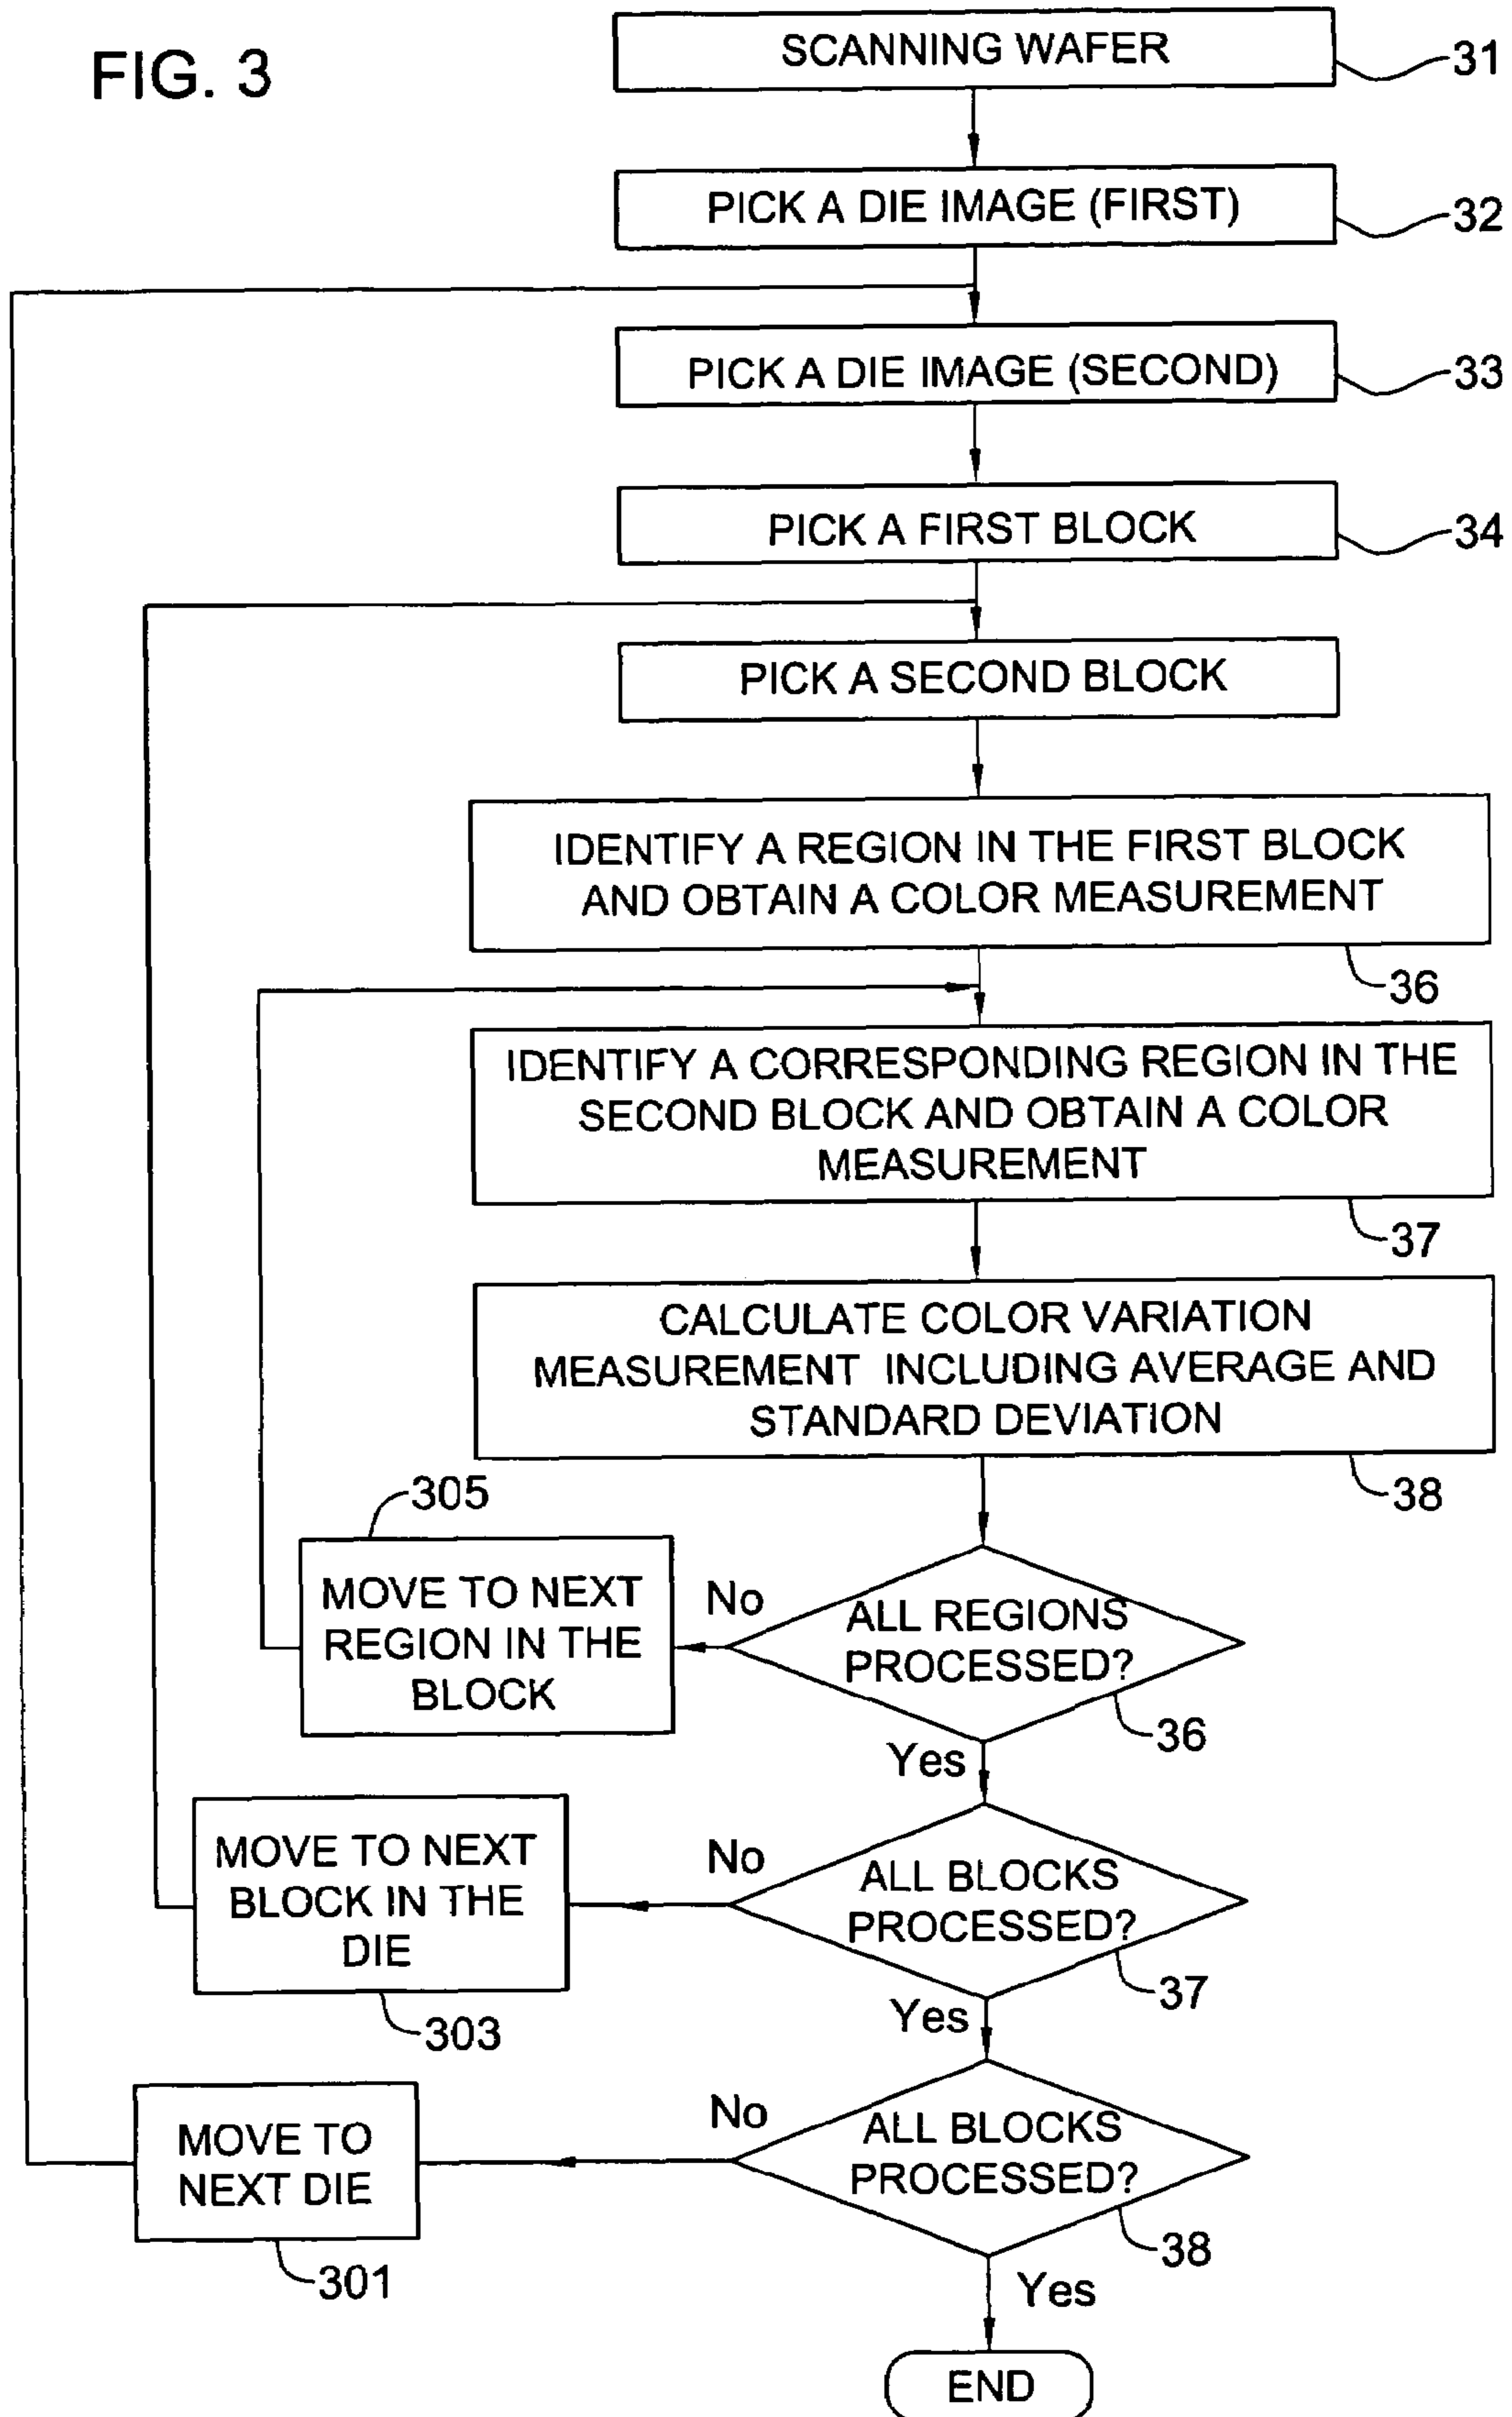 FIG. 3
SCANNING WAFER
31
PICK A DIE IMAGE (FIRST)
32
PICK A DIE IMAGE (SECOND)
33
PICK A FIRST BLOCK
34
PICK A SECOND BLOCK
IDENTIFY A REGION IN THE FIRST BLOCK
AND OBTAIN A COLOR MEASUREMENT
36
IDENTIFY A CORRESPONDING REGION IN THE
SECOND BLOCK AND OBTAIN A COLOR
MEASUREMENT
37
CALCULATE COLOR VARIATION
MEASUREMENT INCLUDING AVERAGE AND
STANDARD DEVIATION
38
305
MOVE TO NEXT
REGION IN THE
BLOCK
No
ALL REGIONS
PROCESSED?
36
Yes
MOVE TO NEXT
BLOCK IN THE
DIE
303
No
ALL BLOCKS
PROCESSED?
37
Yes
MOVE TO
NEXT DIE
301
No
ALL BLOCKS
PROCESSED?
38
Yes
END